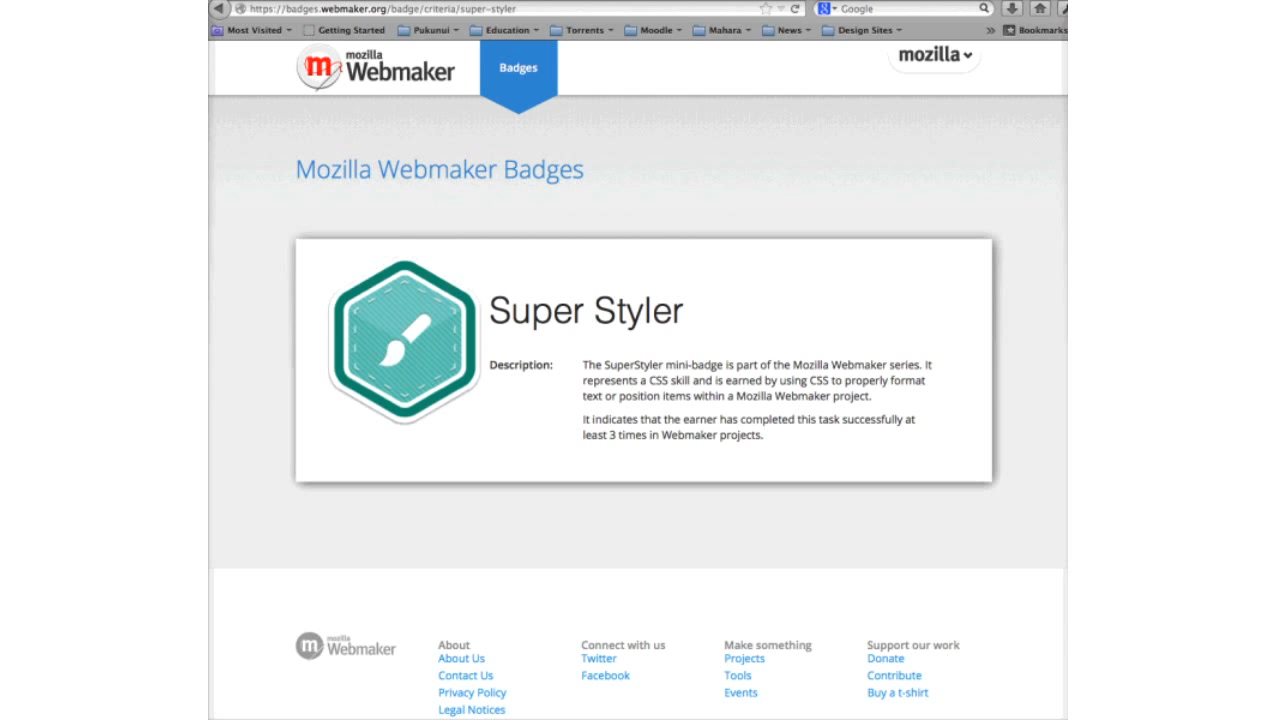 https://badges.webmaker.org/badge/criteria/super-styler
Google
Most Visited Getting Started Pukunui Education Torrents Moodle Mahara News Design Sites » Bookmarks
mozilla
Webmaker
Badges
mozilla
Mozilla Webmaker Badges
Super Styler
Description: The SuperStyler mini-badge is part of the Mozilla Webmaker series. It
represents a CSS skill and is earned by using CSS to properly format
text or position items within a Mozilla Webmaker project.
It indicates that the earner has completed this task successfully at
least 3 times in Webmaker projects.
mozilla
Webmaker
About Connect with us Make something Support our work
About Us Twitter Projects Donate
Contact Us Facebook Tools Contribute
Privacy Policy Events Buy a t-shirt
Legal Notices